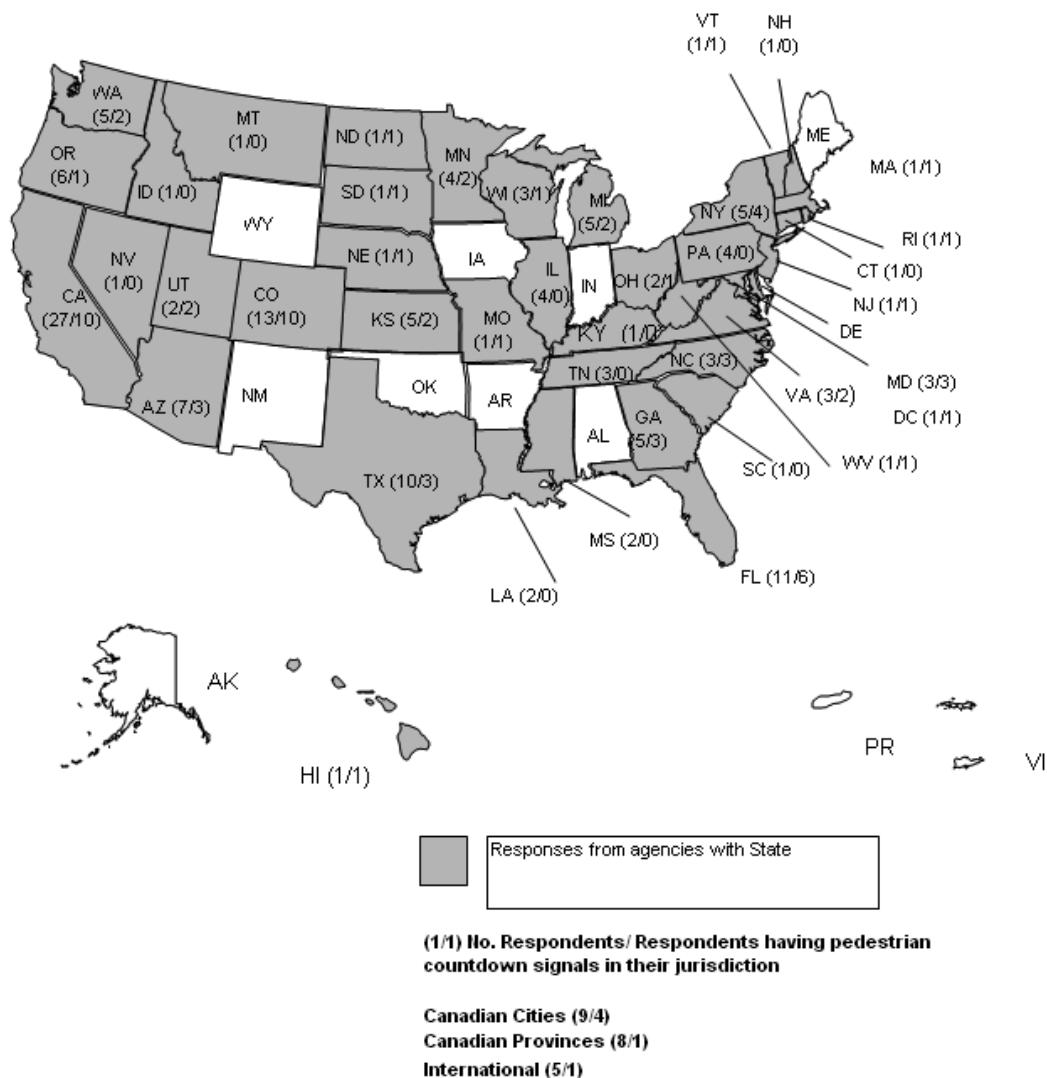 VT
(1/1)
NH
(1/0)
WA
(5/2)
MT
(1/0)
ND (1/1)
MN
(4/2)
ME
MA (1/1)
OR
(6/1)
ID (1/0)
SD (1/1)
WI (3/1)
MI
(5/2)
NY (5/4)
WY
RI (1/1)
PA (4/0)
CT (1/0)
NV
(1/0)
NE (1/1)
IA
IL
(4/0)
IN
OH (2/1
NJ (1/1)
CA
(27/10)
UT
(2/2)
CO
(13/10)
KS (5/2)
MO
(1/1)
KY (1/0)
DE
NC (3/3)
TN (3/0)
MD (3/3)
VA (3/2)
AZ (7/3)
NM
OK
AR
AL
GA
(5/3)
DC (1/1)
SC (1/0)
WV (1/1)
TX (10/3)
MS (2/0)
FL (11/6)
LA (2/0)
AK
HI (1/1)
PR
VI
Responses from agencies with State
(1/1) No. Respondents/ Respondents having pedestrian
countdown signals in their jurisdiction
Canadian Cities (9/4)
Canadian Provinces (8/1)
International (5/1)